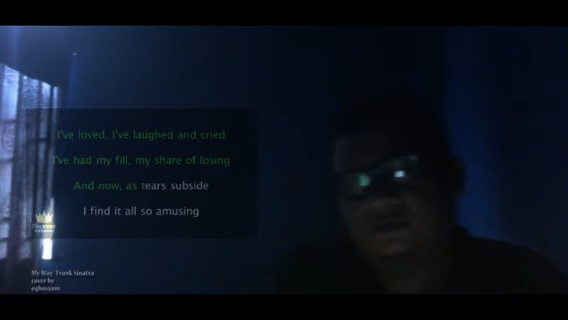 I've loved, I've laughed and cried
I've had my fill, my share of losing
And now, as tears subside
I find it all so amusing
My Way Frank Sinatra
cover by